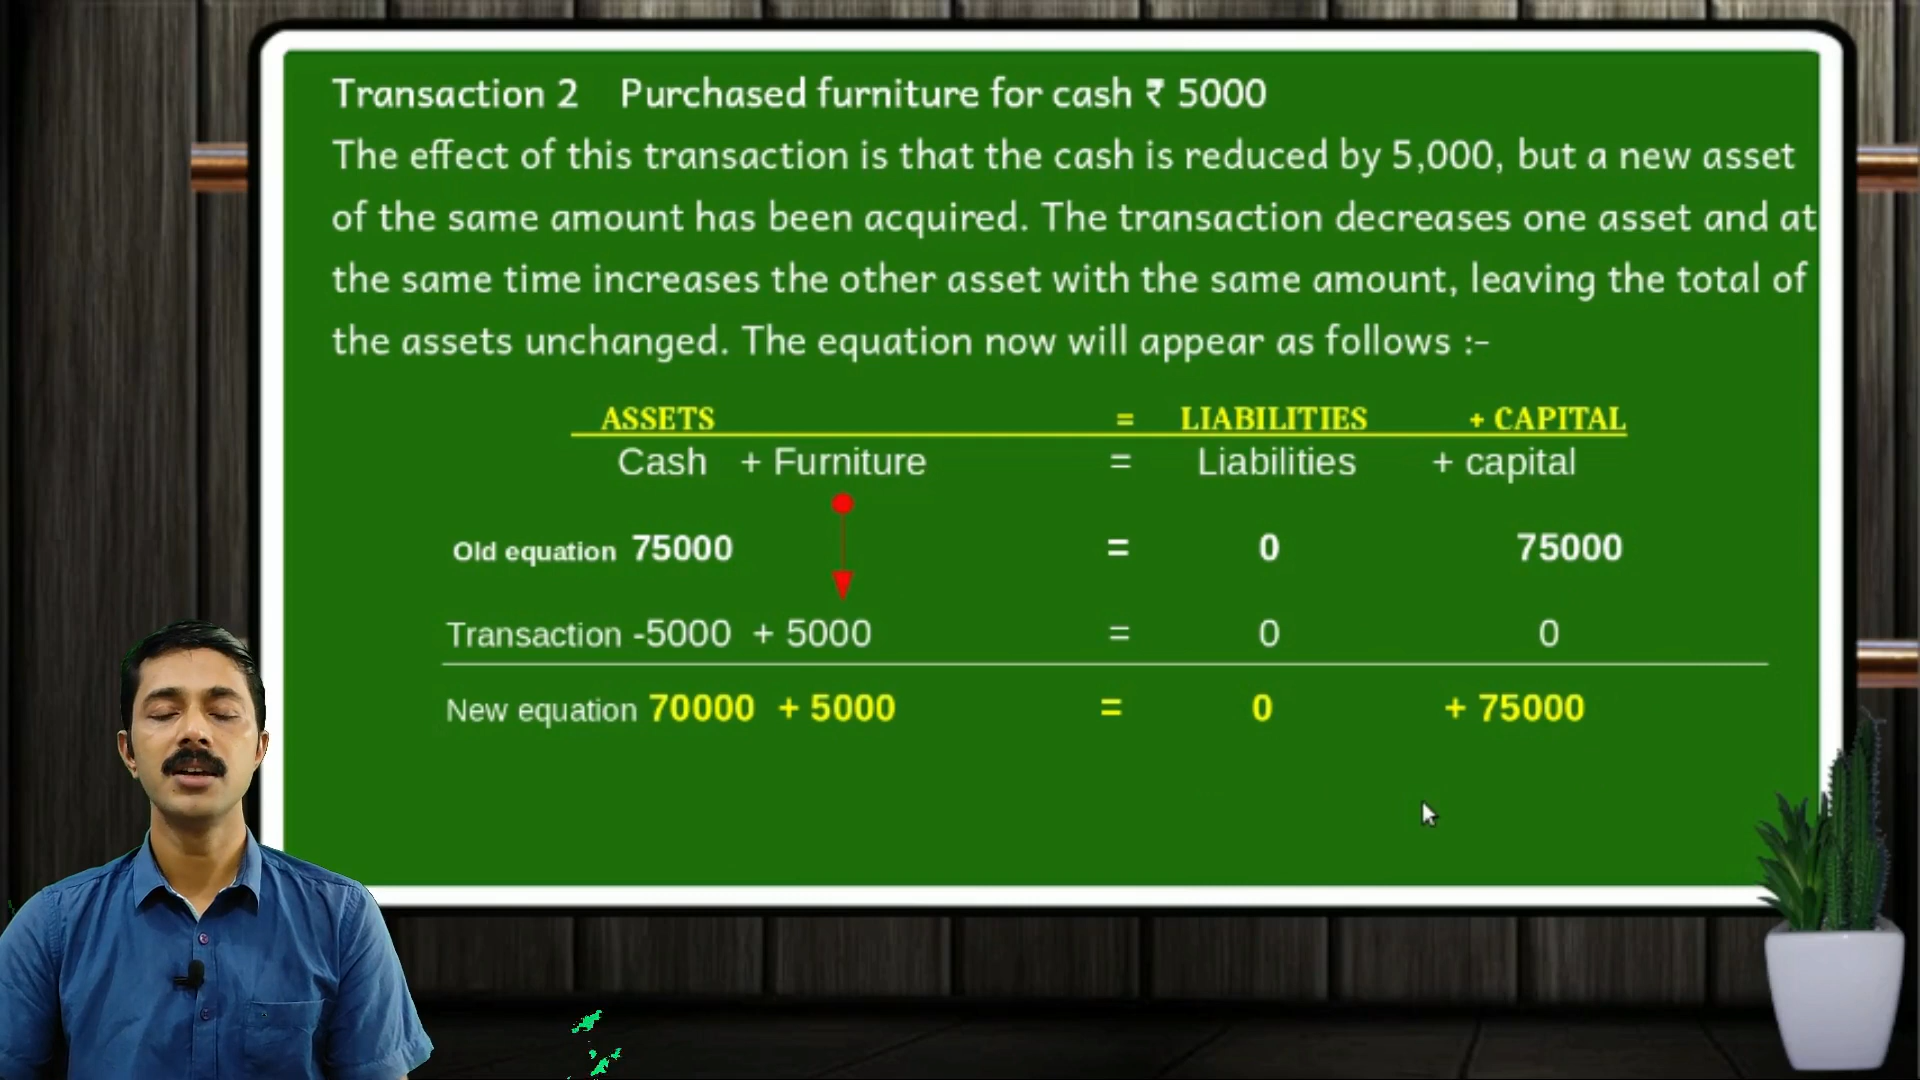 Transaction 2 Purchased furniture for cash ₹ 5000
The effect of this transaction is that the cash is reduced by 5,000, but a new asset
of the same amount has been acquired. The transaction decreases one asset and at
the same time increases the other asset with the same amount, leaving the total of
the assets unchanged. The equation now will appear as follows :-
ASSETS = LIABILITIES + CAPITAL
Cash + Furniture = Liabilities + capital
Old equation 75000 = 0 75000
Transaction -5000 + 5000 = 0 0
New equation 70000 + 5000 = 0 + 75000